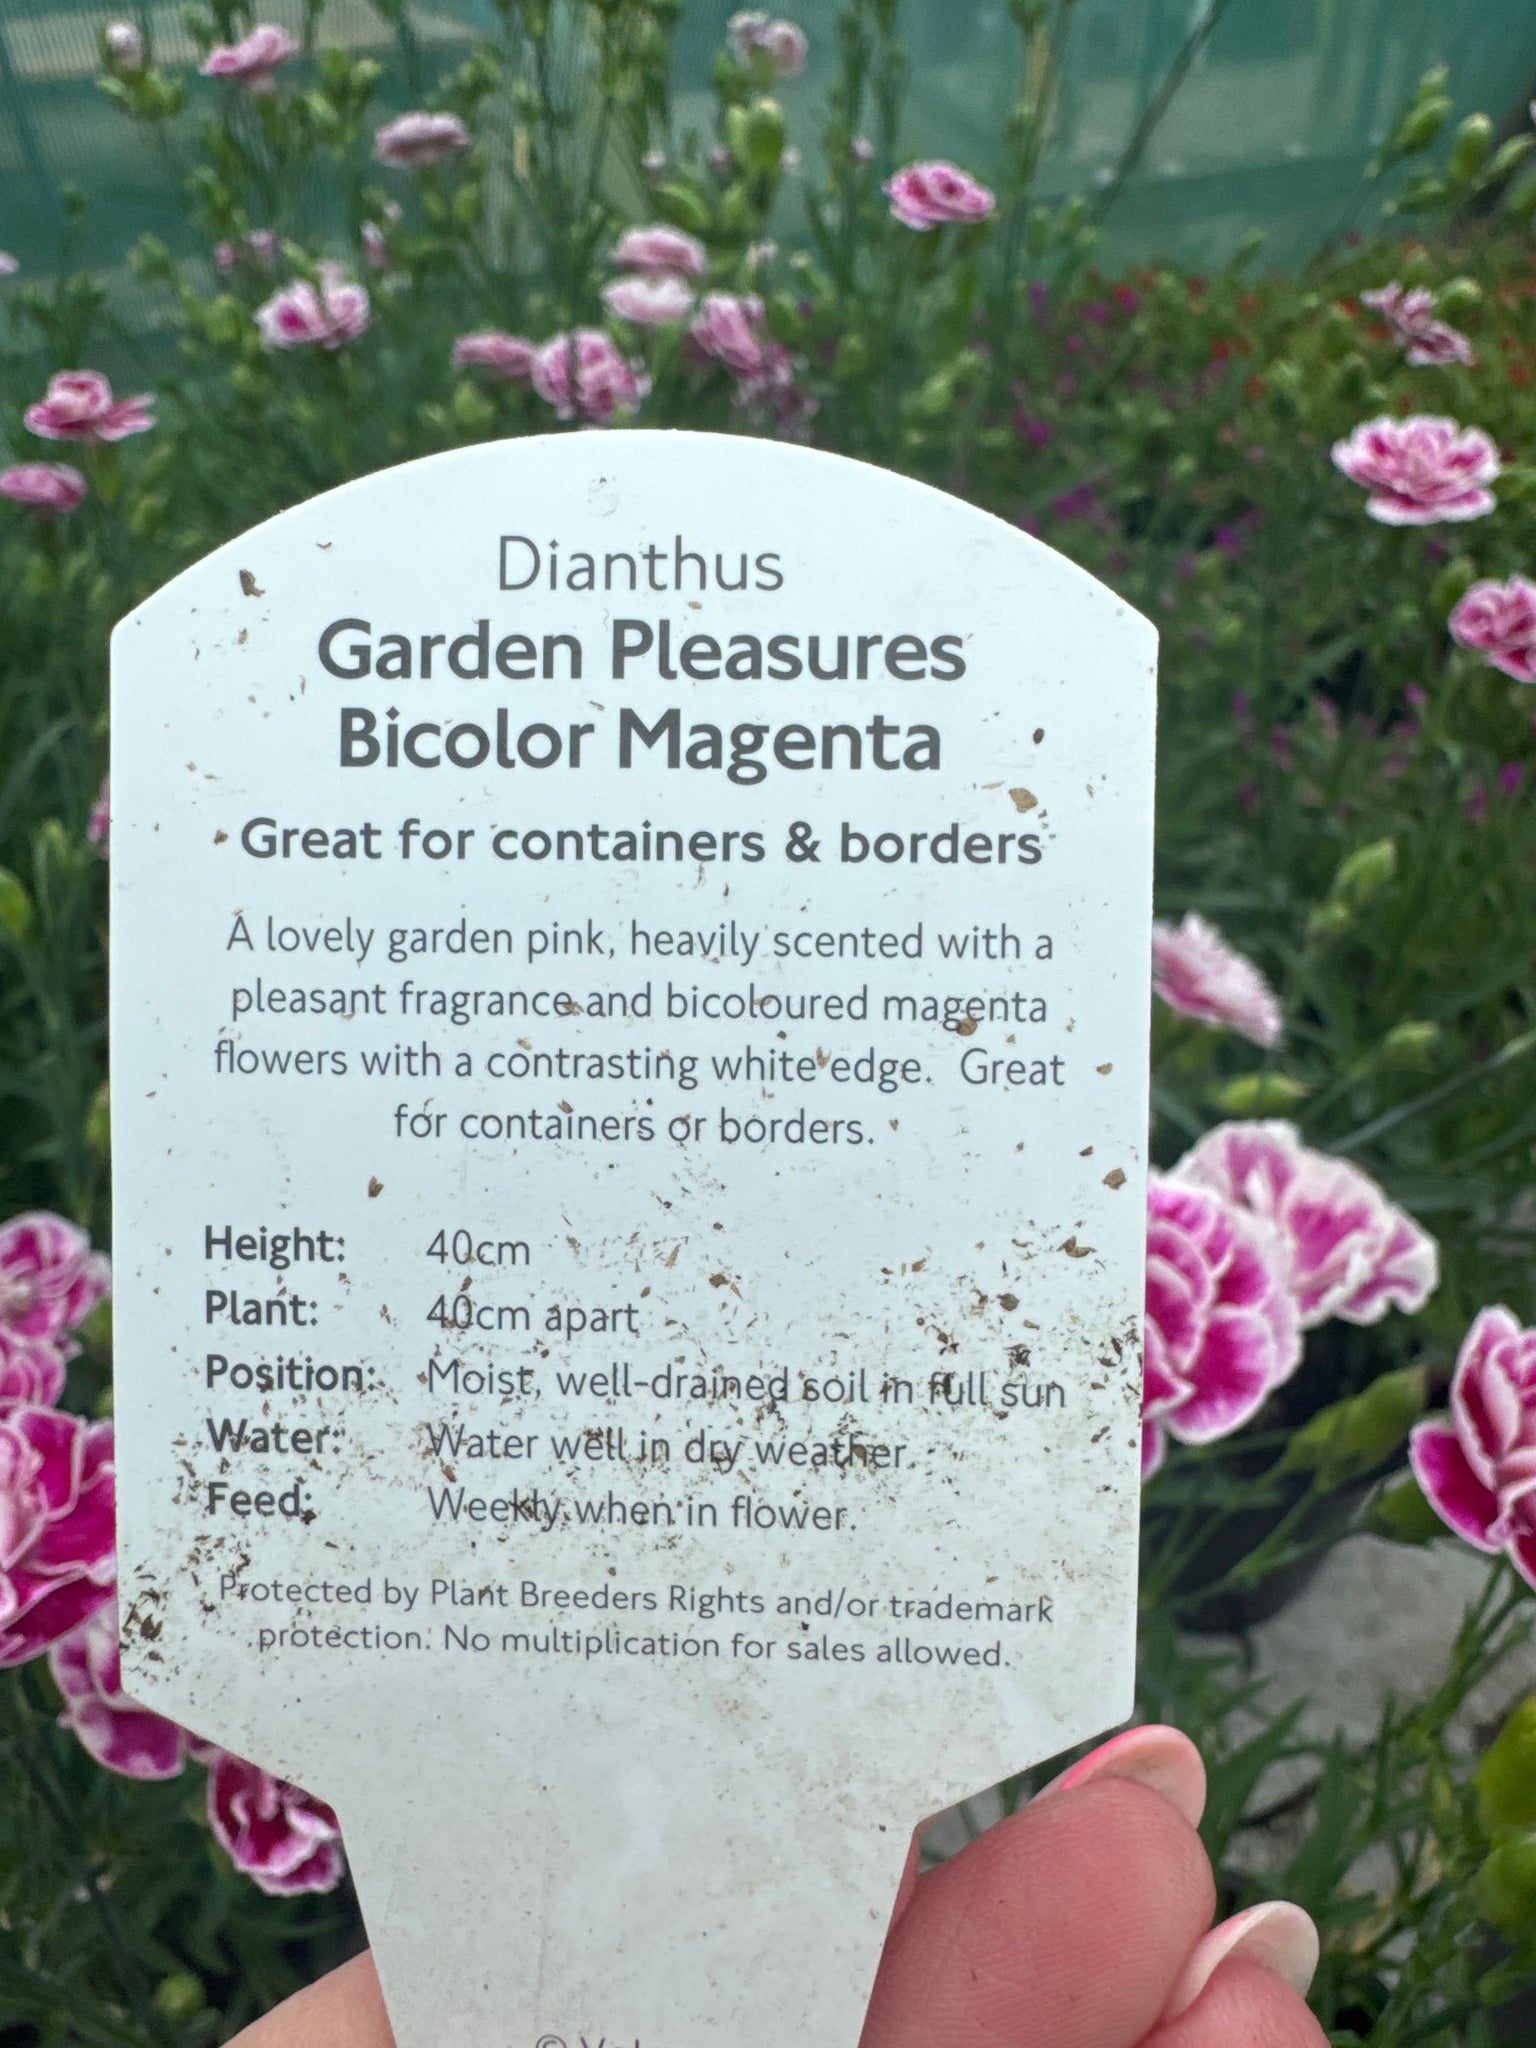 Dianthus
Garden Pleasures
Bicolor Magenta
Great for containers & borders
A lovely garden pink, heavily scented with a
pleasant fragrance and bicoloured magenta
flowers with a contrasting white edge. Great
for containers or borders.
Height: 40cm
Plant: 40cm apart
Position: Moist, well-drained soil in full sun
Water: Water well in dry weather.
Feed: Weekly when in flower.
Protected by Plant Breeders Rights and/or trademark
protection. No multiplication for sales allowed.
©